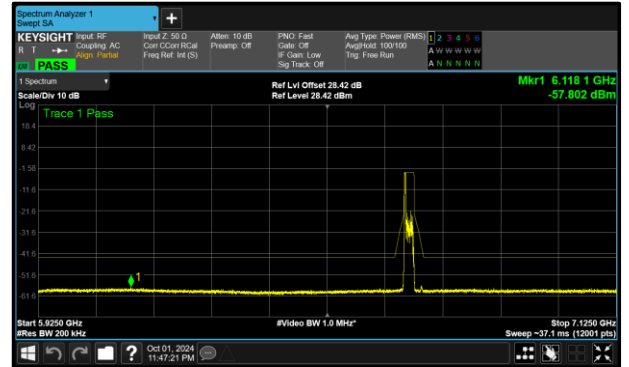 Spectrum Analyzer 1
Swept SA
+
KEYSIGHT
R T
PASS
Input: RF
Coupling: AC
Align: Partial
Input Z: 50 Ω
Corr CCorr RCal
Freq Ref: Int (S)
Atten: 10 dB
Preamp: Off
PNO: Fast
Gate: Off
IF Gain: Low
Sig Track: Off
Avg Type: Power (RMS)
Avg|Hold: 100/100
Trig: Free Run
1 2 3 4 5 6
A W W W W W
A N N N N N
1 Spectrum
Scale/Div 10 dB
Ref Lvl Offset 28.42 dB
Ref Level 28.42 dBm
Mkr1 6.118 1 GHz
-57.802 dBm
Log
Trace 1 Pass
18.4
8.42
-1.58
-11.6
-21.6
-31.6
-41.6
-51.6
-61.6
1
Start 5.9250 GHz
#Res BW 200 kHz
#Video BW 1.0 MHz*
Stop 7.1250 GHz
Sweep ~37.1 ms (12001 pts)
?
Oct 01, 2024
11:47:21 PM